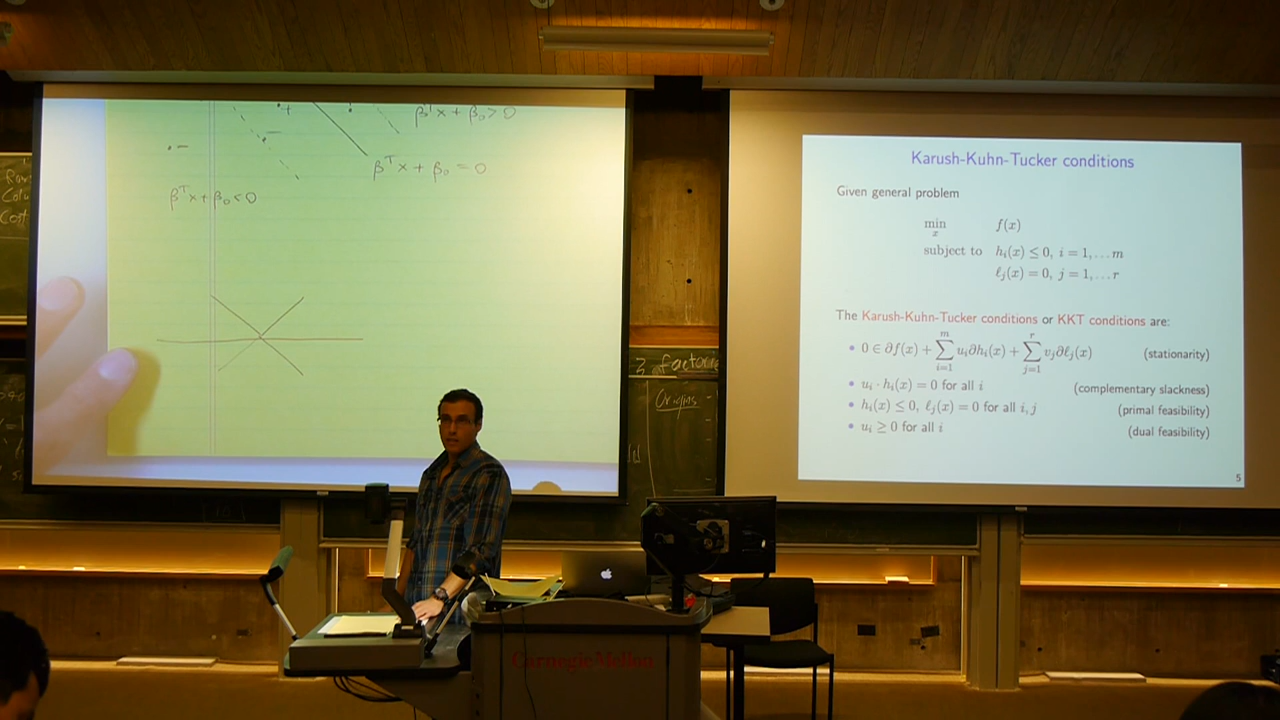 β^T x + β₀ > 0
β^T x + β₀ = 0
β^T x + β₀ < 0
Karush-Kuhn-Tucker conditions
Given general problem
min f(x)
x
subject to h_i(x) ≤ 0, i = 1, . . . m
ℓ_j(x) = 0, j = 1, . . . r
The Karush-Kuhn-Tucker conditions or KKT conditions are:
• 0 ∈ ∂f(x) + ∑_{i=1}^{m} u_i ∂h_i(x) + ∑_{j=1}^{r} v_j ∂ℓ_j(x) (stationarity)
• u_i · h_i(x) = 0 for all i (complementary slackness)
• h_i(x) ≤ 0, ℓ_j(x) = 0 for all i, j (primal feasibility)
• u_i ≥ 0 for all i (dual feasibility)
5
Cost
Origins
Carnegie Mellon